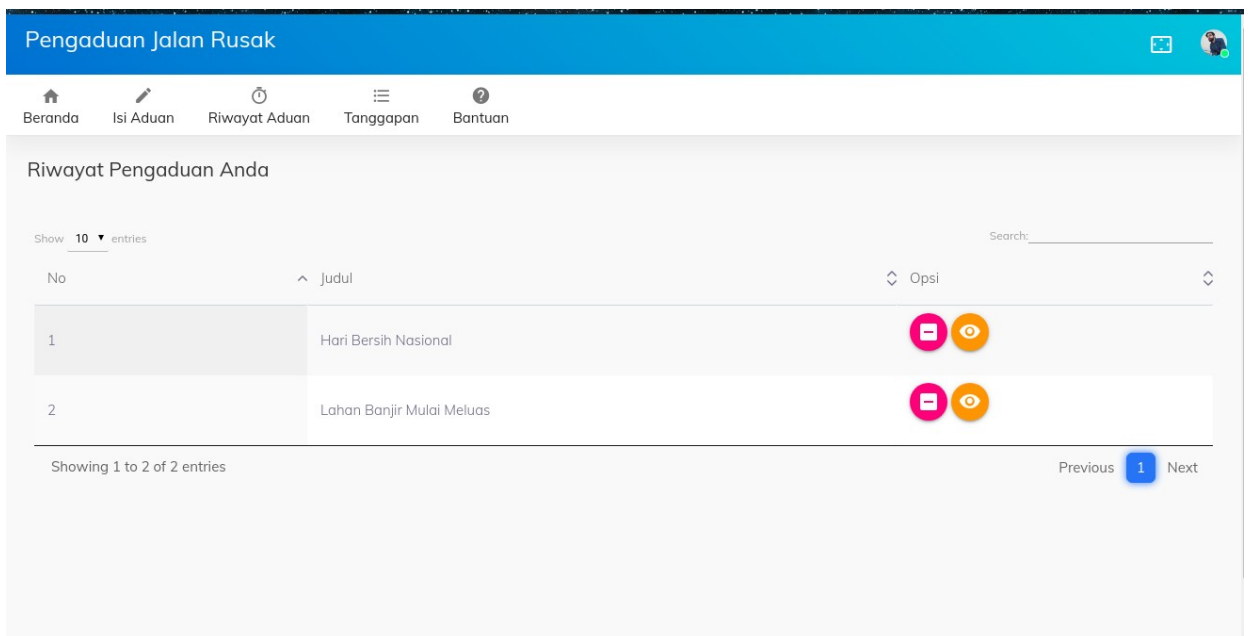 Pengaduan Jalan Rusak
Beranda Isi Aduan Riwayat Aduan Tanggapan Bantuan
Riwayat Pengaduan Anda
Show 10 entries Search:
No Judul Opsi
1 Hari Bersih Nasional
2 Lahan Banjir Mulai Meluas
Showing 1 to 2 of 2 entries Previous 1 Next